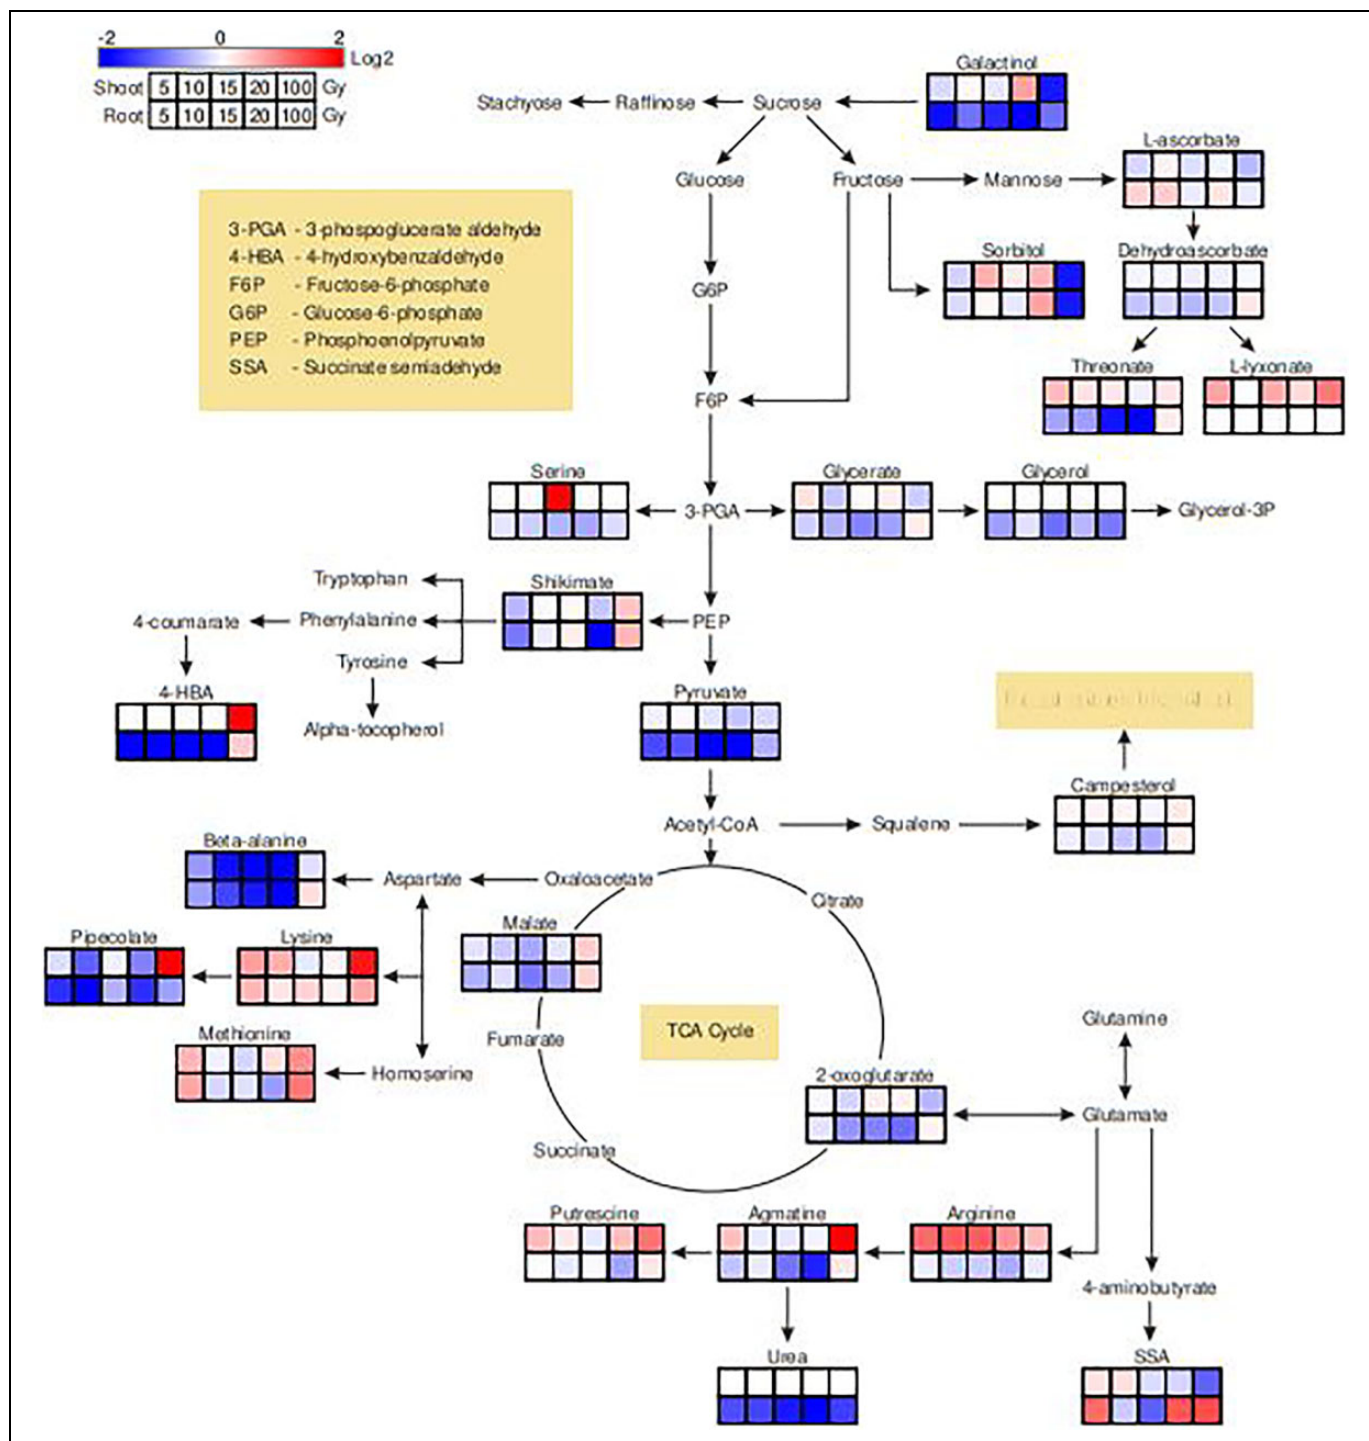 -2 0 2
Log2
Shoot 5 10 15 20 100 Gy
Root 5 10 15 20 100 Gy
Galactinol
Stachyose Raffinose Sucrose
L-ascorbate
Glucose Fructose Mannose
3-PGA - 3-phospoglucerate aldehyde
4-HBA - 4-hydroxybenzaldehyde
F6P - Fructose-6-phosphate
G6P - Glucose-6-phosphate
PEP - Phosphoenolpyruvate
SSA - Succinate semiadehyde
Sorbitol Dehydroascorbate
G6P
Threonate L-lyxonate
F6P
Serine Glycerate Glycerol
3-PGA Glycerol-3P
Tryptophan Shikimate
4-coumarate Phenylalanine PEP
Tyrosine
4-HBA Pyruvate
Alpha-tocopherol
Campesterol
Acetyl-CoA Squalene
Beta-alanine
Aspartate Oxaloacetate
Citrate
Malate
Pipecolate Lysine
TCA Cycle
Glutamine
Methionine Fumarate
Homoserine 2-oxoglutarate
Glutamate
Succinate
Putrescine Agmatine Arginine
4-aminobutyrate
Urea SSA